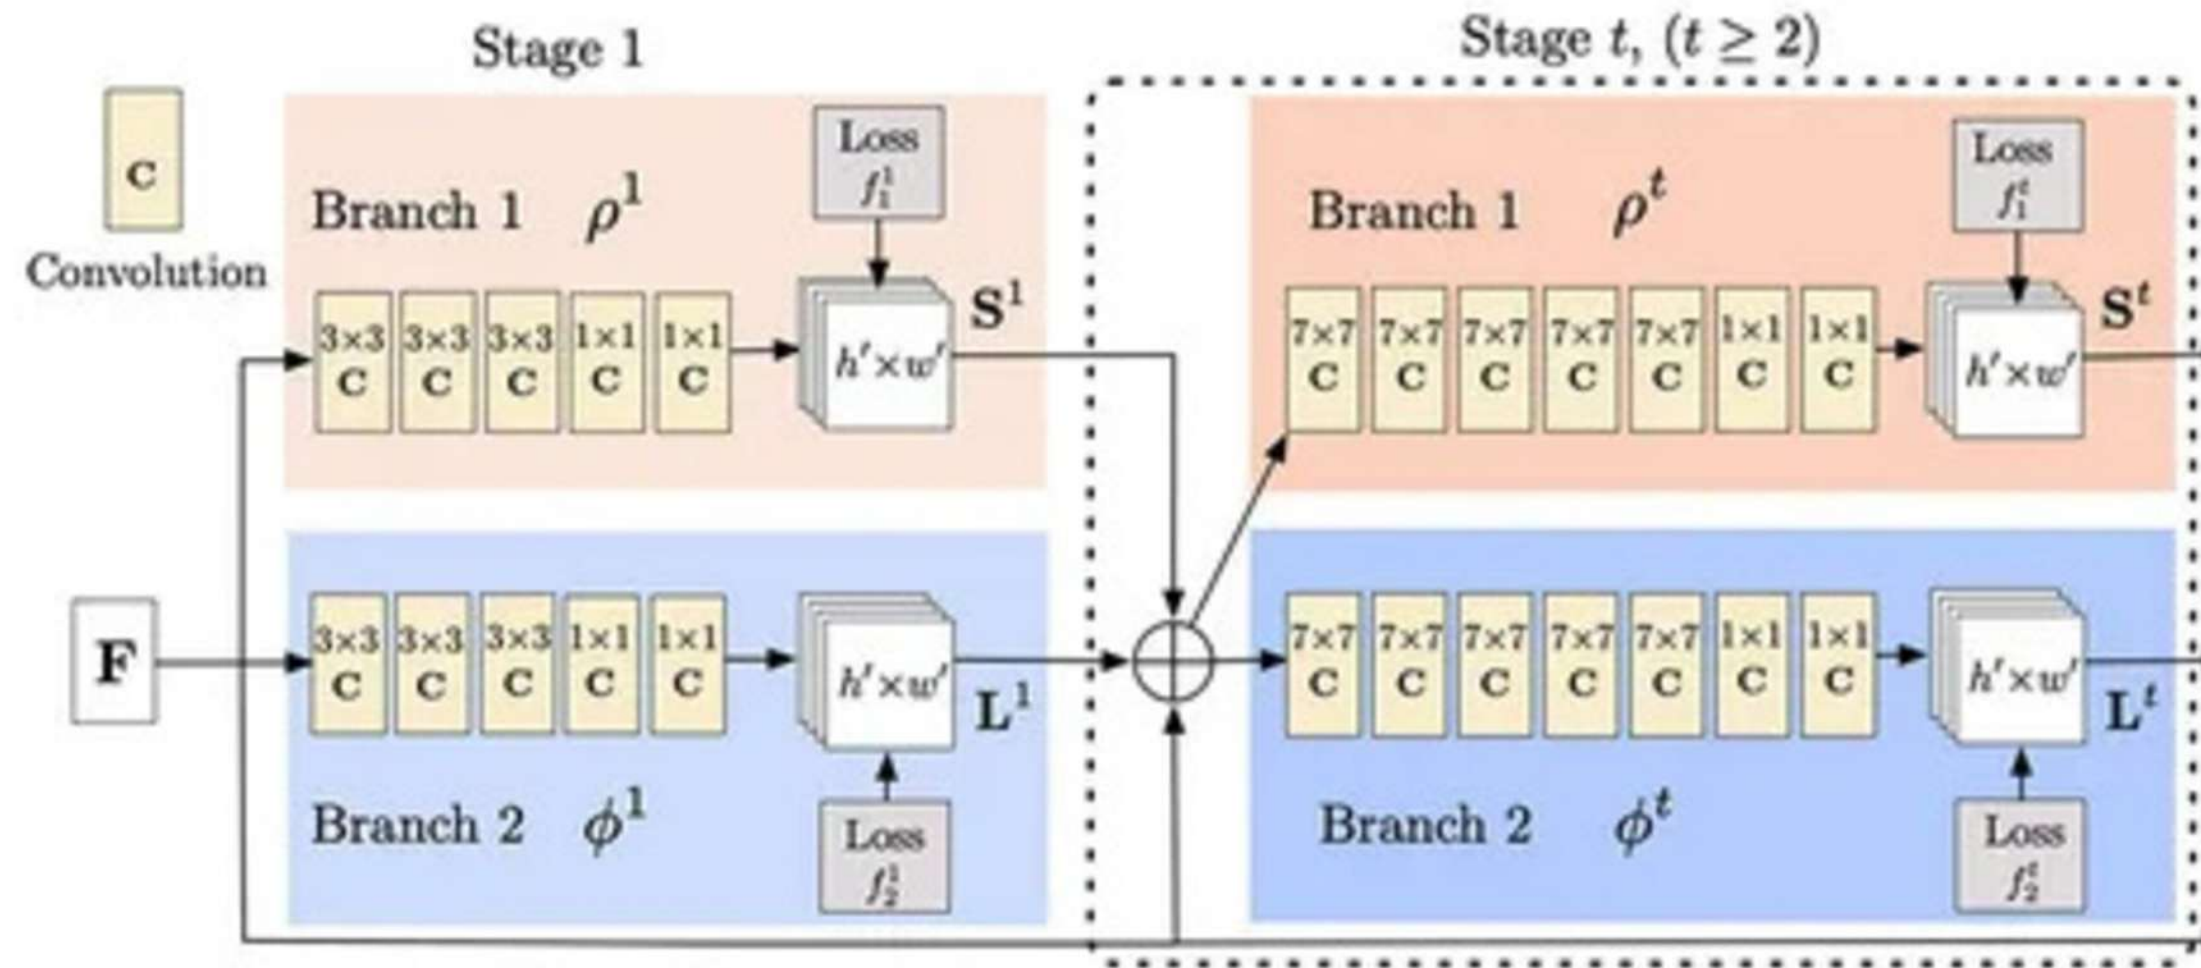 Stage 1
Stage t, (t ≥ 2)
C
Convolution
Branch 1 ρ¹
Loss
f₁¹
3×3 3×3 3×3 1×1 1×1
C C C C C
h′×w′
S¹
Branch 1 ρᵗ
Loss
f₁ᵗ
7×7 7×7 7×7 7×7 7×7 1×1 1×1
C C C C C C C
h′×w′
Sᵗ
F
3×3 3×3 3×3 1×1 1×1
C C C C C
h′×w′
L¹
Branch 2 ϕ¹
Loss
f₂¹
7×7 7×7 7×7 7×7 7×7 1×1 1×1
C C C C C C C
h′×w′
Lᵗ
Branch 2 ϕᵗ
Loss
f₂ᵗ